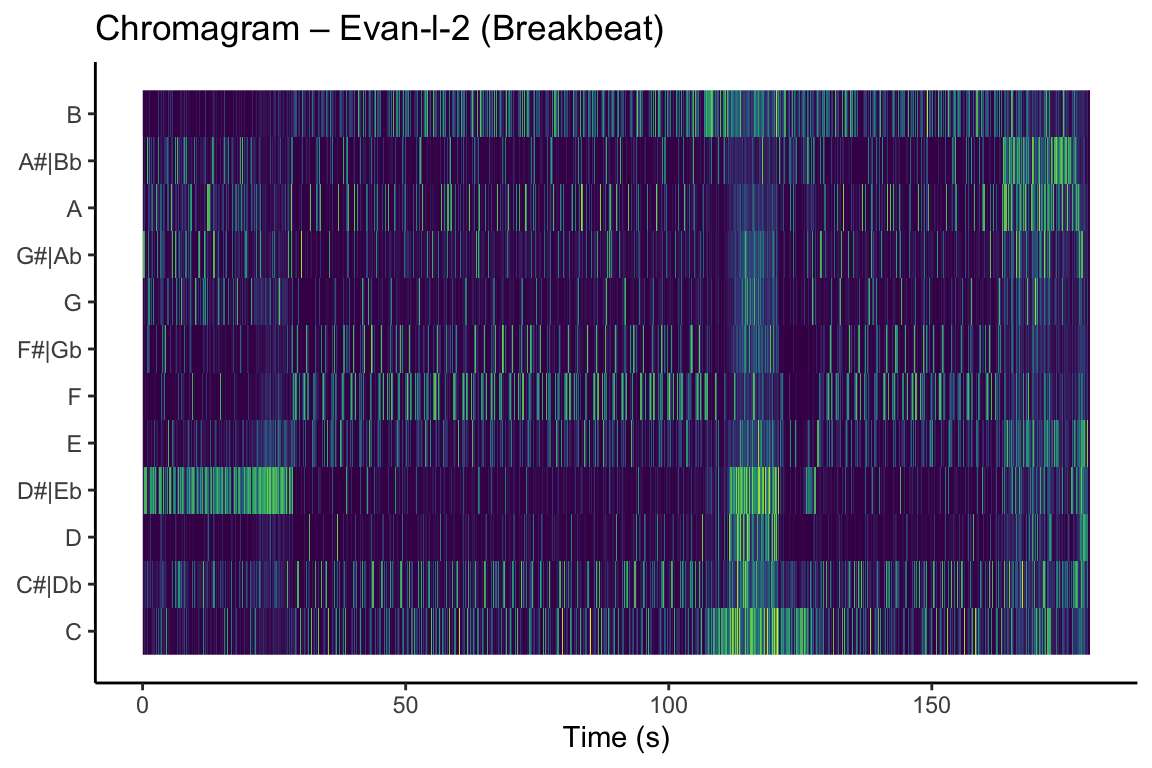 Chromagram – Evan-I-2 (Breakbeat)
B
A#|Bb
A
G#|Ab
G
F#|Gb
F
E
D#|Eb
D
C#|Db
C
0 50 100 150
Time (s)